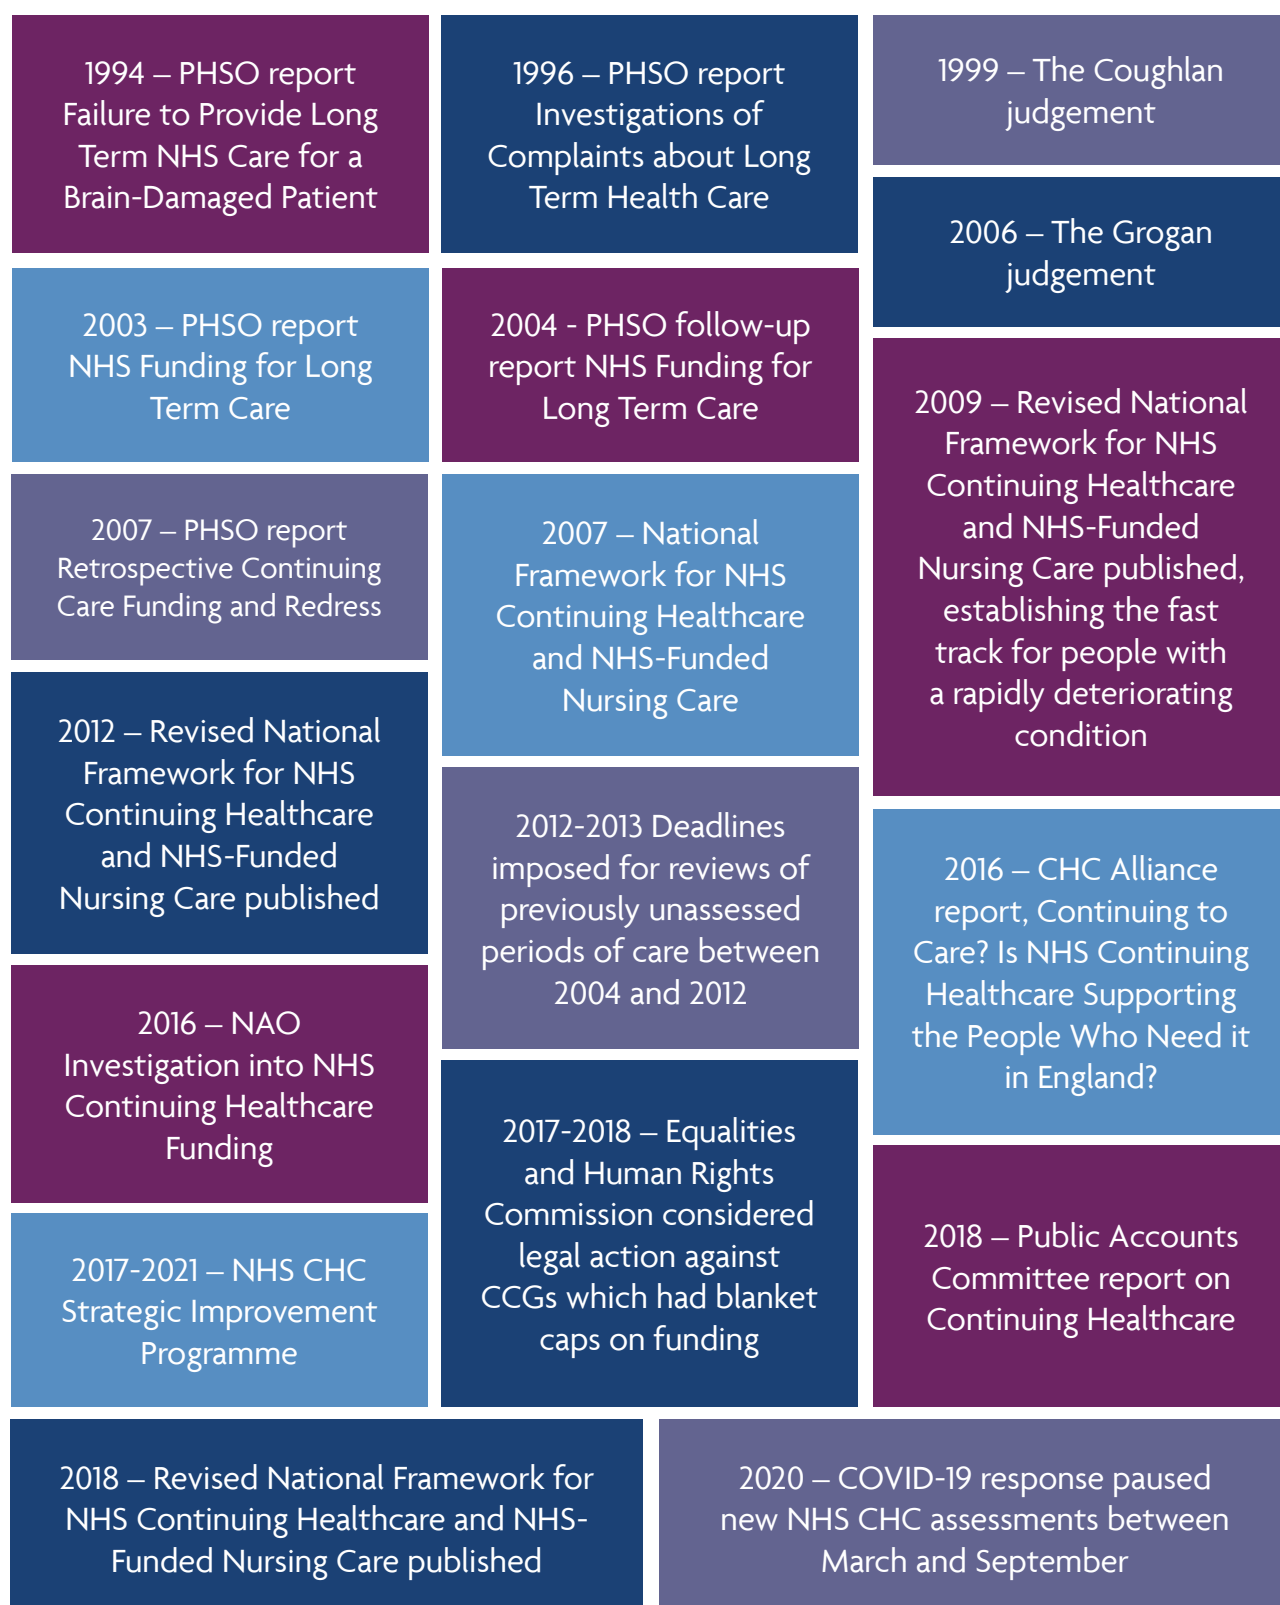 1994 – PHSO report
Failure to Provide Long
Term NHS Care for a
Brain-Damaged Patient
1996 – PHSO report
Investigations of
Complaints about Long
Term Health Care
1999 – The Coughlan
judgement
2003 – PHSO report
NHS Funding for Long
Term Care
2004 - PHSO follow-up
report NHS Funding for
Long Term Care
2006 – The Grogan
judgement
2007 – PHSO report
Retrospective Continuing
Care Funding and Redress
2007 – National
Framework for NHS
Continuing Healthcare
and NHS-Funded
Nursing Care
2009 – Revised National
Framework for NHS
Continuing Healthcare
and NHS-Funded
Nursing Care published,
establishing the fast
track for people with
a rapidly deteriorating
condition
2012 – Revised National
Framework for NHS
Continuing Healthcare
and NHS-Funded
Nursing Care published
2012-2013 Deadlines
imposed for reviews of
previously unassessed
periods of care between
2004 and 2012
2016 – CHC Alliance
report, Continuing to
Care? Is NHS Continuing
Healthcare Supporting
the People Who Need it
in England?
2016 – NAO
Investigation into NHS
Continuing Healthcare
Funding
2017-2018 – Equalities
and Human Rights
Commission considered
legal action against
CCGs which had blanket
caps on funding
2018 – Public Accounts
Committee report on
Continuing Healthcare
2017-2021 – NHS CHC
Strategic Improvement
Programme
2018 – Revised National Framework for
NHS Continuing Healthcare and NHS-
Funded Nursing Care published
2020 – COVID-19 response paused
new NHS CHC assessments between
March and September